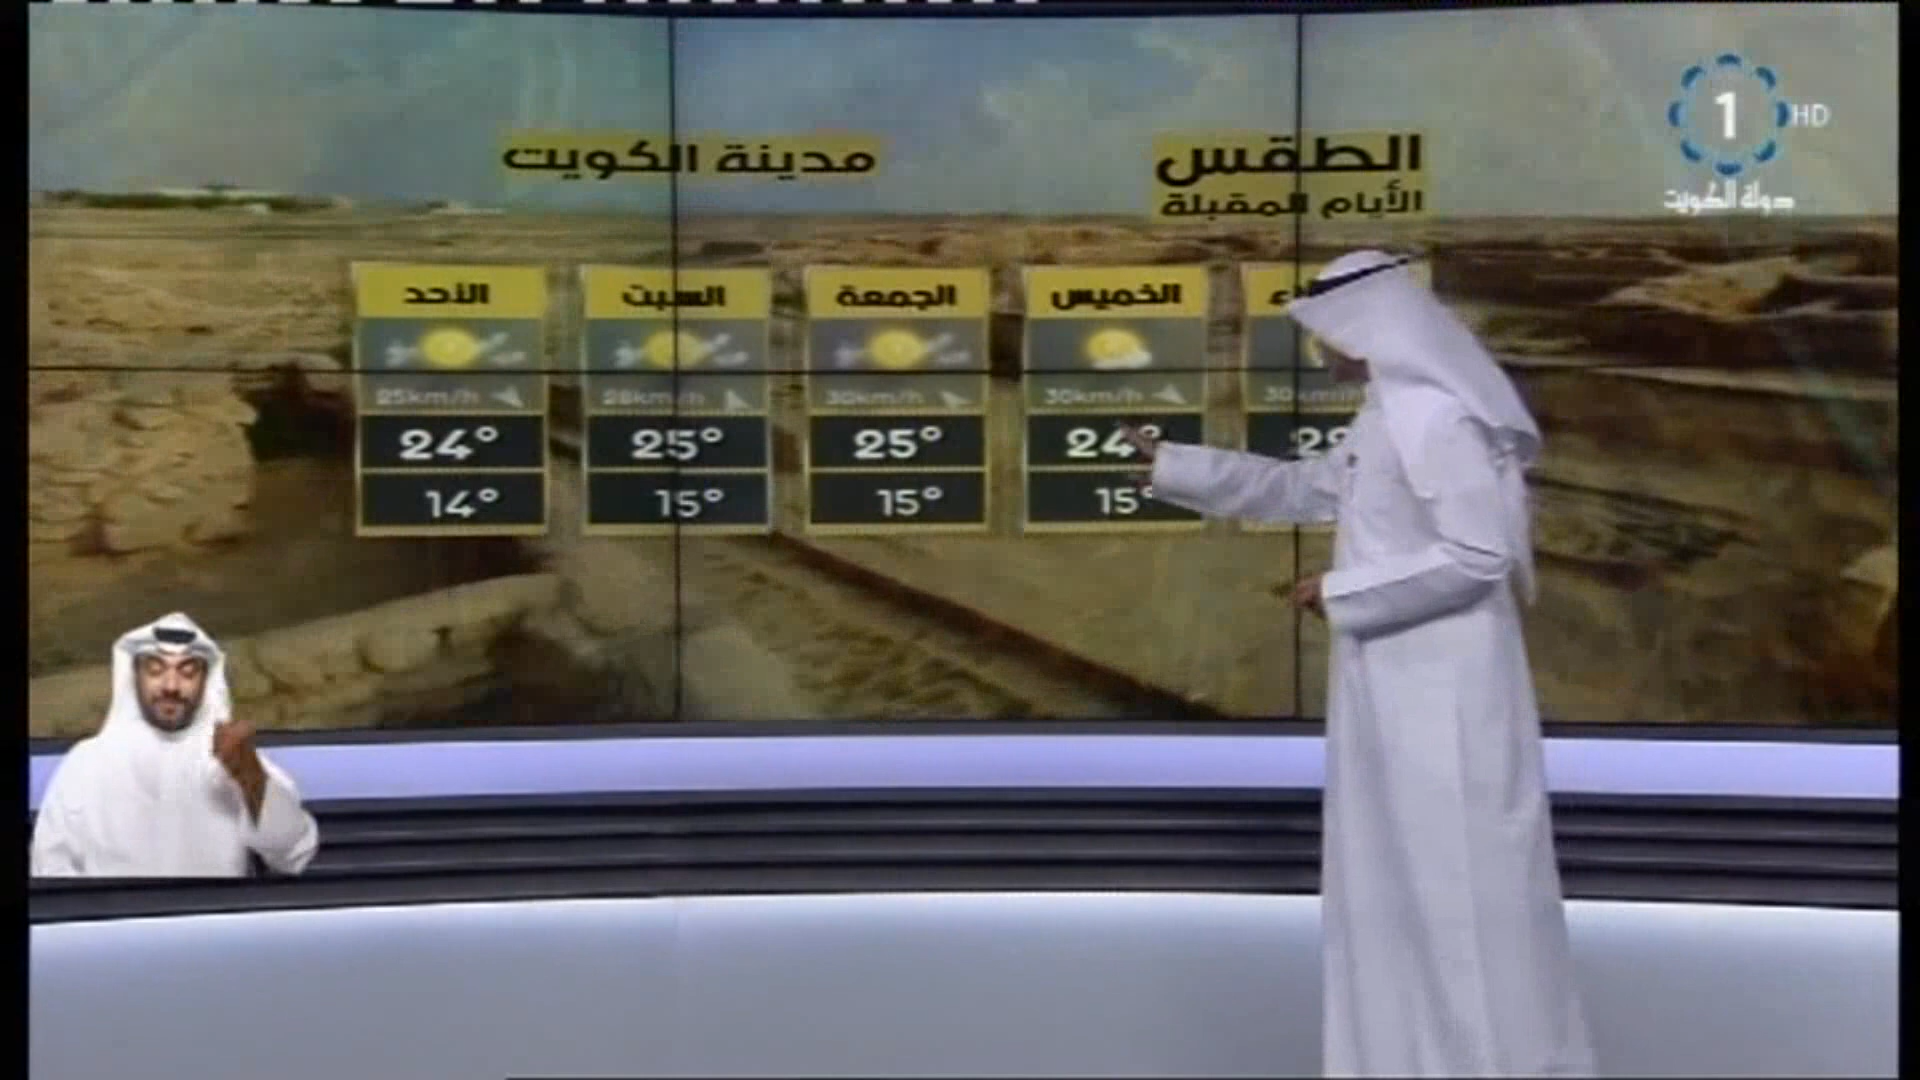 1 HD
دولة الكويت
الطقس
الأيام المقبلة
مدينة الكويت
الخميس
30km/h
24°
15°
الجمعة
30km/h
25°
15°
السبت
28km/h
25°
15°
الأحد
25km/h
24°
14°